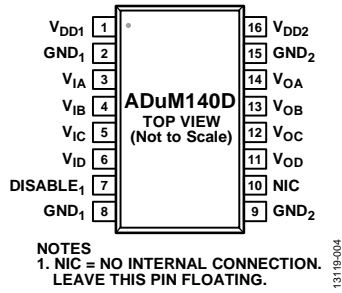 VDD1 1 16 VDD2
GND1 2 15 GND2
VIA 3 14 VOA
VIB 4 ADuM140D 13 VOB
TOP VIEW
VIC 5 (Not to Scale) 12 VOC
VID 6 11 VOD
DISABLE1 7 10 NIC
GND1 8 9 GND2
NOTES
1. NIC = NO INTERNAL CONNECTION.
LEAVE THIS PIN FLOATING.
13119-004